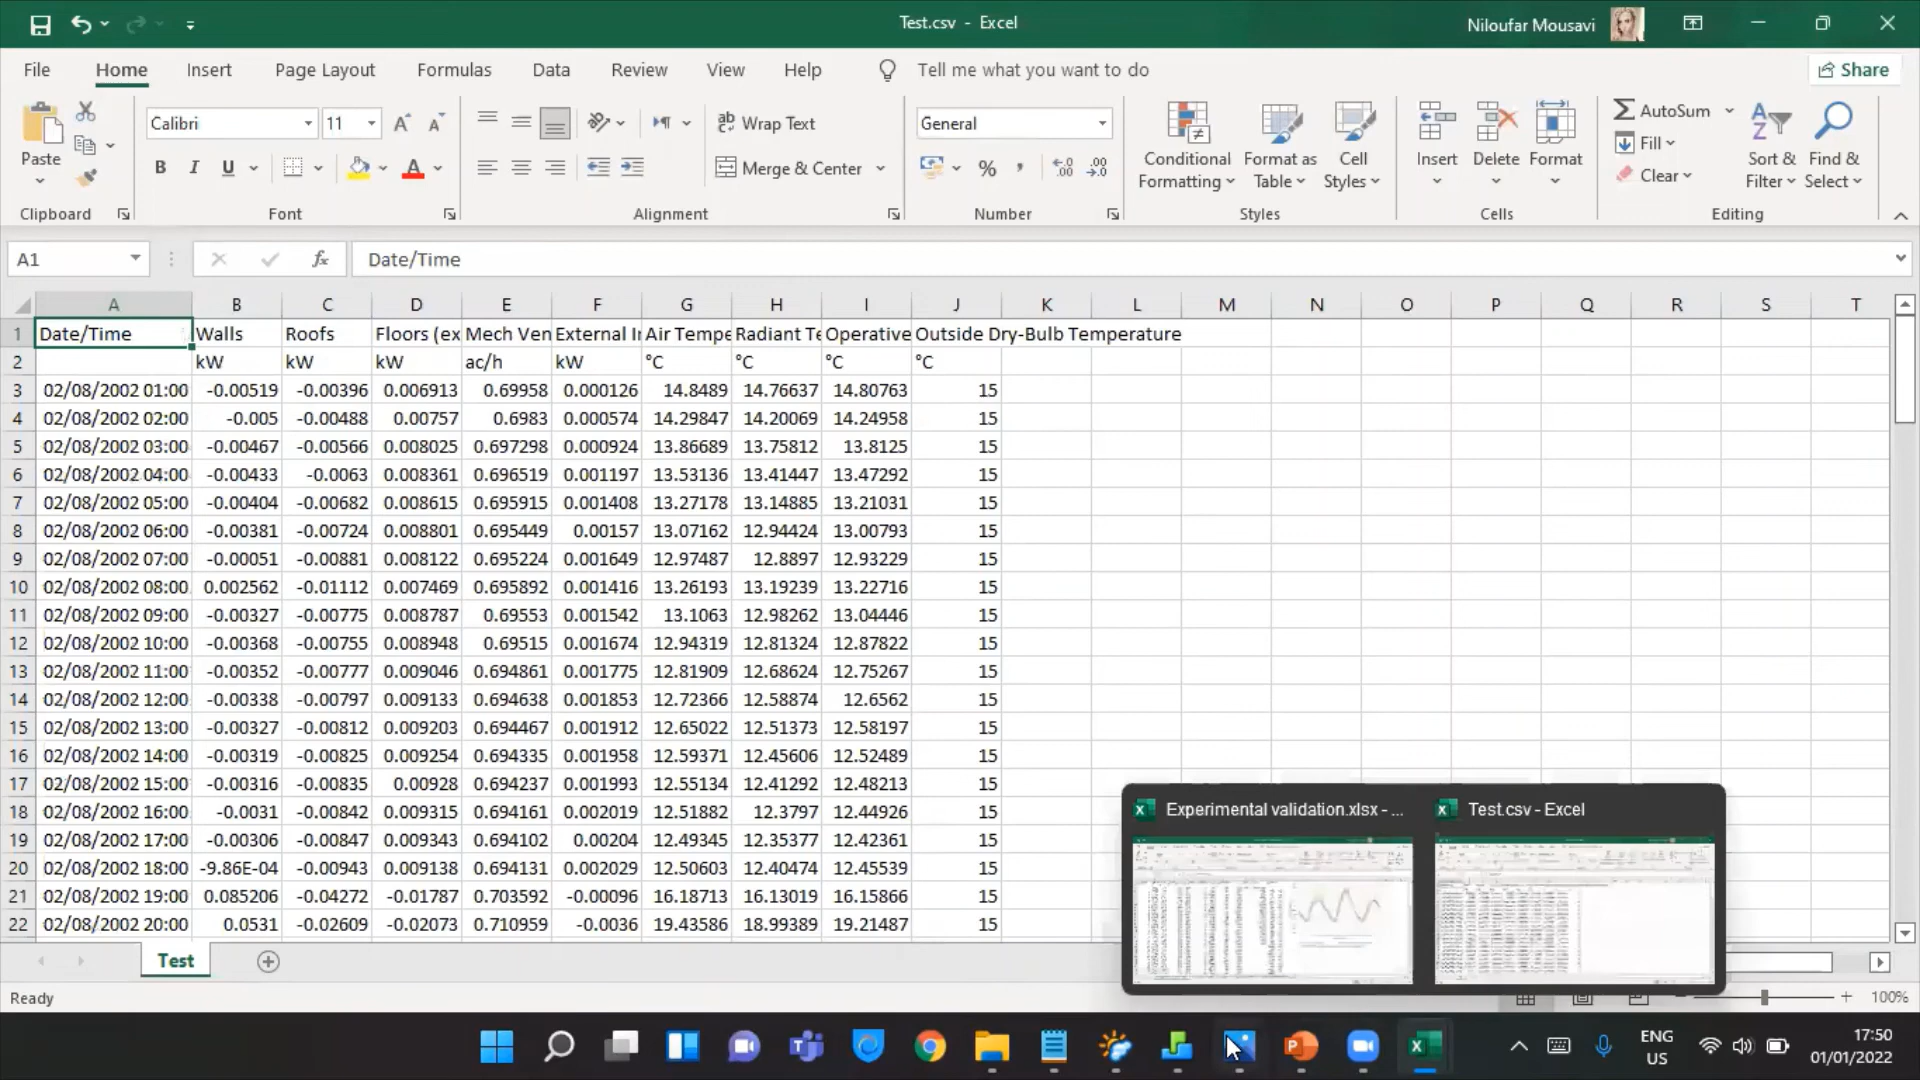 Test.csv - Excel
Niloufar Mousavi
File Home Insert Page Layout Formulas Data Review View Help Tell me what you want to do Share
Calibri 11 Wrap Text General AutoSum
Paste B I U Merge & Center % Conditional Formatting Format as Table Cell Styles Insert Delete Format Fill Clear Sort & Filter Find & Select
Clipboard Font Alignment Number Styles Cells Editing
A1 fx Date/Time
A B C D E F G H I J K L M N O P Q R S T
1 Date/Time Walls Roofs Floors (ex Mech Ven External In Air Tempe Radiant Te Operative Outside Dry-Bulb Temperature
2 kW kW kW ac/h kW °C °C °C °C
3 02/08/2002 01:00 -0.00519 -0.00396 0.006913 0.69958 0.000126 14.8489 14.76637 14.80763 15
4 02/08/2002 02:00 -0.005 -0.00488 0.00757 0.6983 0.000574 14.29847 14.20069 14.24958 15
5 02/08/2002 03:00 -0.00467 -0.00566 0.008025 0.697298 0.000924 13.86689 13.75812 13.8125 15
6 02/08/2002 04:00 -0.00433 -0.0063 0.008361 0.696519 0.001197 13.53136 13.41447 13.47292 15
7 02/08/2002 05:00 -0.00404 -0.00682 0.008615 0.695915 0.001408 13.27178 13.14885 13.21031 15
8 02/08/2002 06:00 -0.00381 -0.00724 0.008801 0.695449 0.00157 13.07162 12.94424 13.00793 15
9 02/08/2002 07:00 -0.00051 -0.00881 0.008122 0.695224 0.001649 12.97487 12.8897 12.93229 15
10 02/08/2002 08:00 0.002562 -0.01112 0.007469 0.695892 0.001416 13.26193 13.19239 13.22716 15
11 02/08/2002 09:00 -0.00327 -0.00775 0.008787 0.69553 0.001542 13.1063 12.98262 13.04446 15
12 02/08/2002 10:00 -0.00368 -0.00755 0.008948 0.69515 0.001674 12.94319 12.81324 12.87822 15
13 02/08/2002 11:00 -0.00352 -0.00777 0.009046 0.694861 0.001775 12.81909 12.68624 12.75267 15
14 02/08/2002 12:00 -0.00338 -0.00797 0.009133 0.694638 0.001853 12.72366 12.58874 12.6562 15
15 02/08/2002 13:00 -0.00327 -0.00812 0.009203 0.694467 0.001912 12.65022 12.51373 12.58197 15
16 02/08/2002 14:00 -0.00319 -0.00825 0.009254 0.694335 0.001958 12.59371 12.45606 12.52489 15
17 02/08/2002 15:00 -0.00316 -0.00835 0.00928 0.694237 0.001993 12.55134 12.41292 12.48213 15
18 02/08/2002 16:00 -0.0031 -0.00842 0.009315 0.694161 0.002019 12.51882 12.3797 12.44926 15
19 02/08/2002 17:00 -0.00306 -0.00847 0.009343 0.694102 0.00204 12.49345 12.35377 12.42361 15
20 02/08/2002 18:00 -9.86E-04 -0.00943 0.009138 0.694131 0.002029 12.50603 12.40474 12.45539 15
21 02/08/2002 19:00 0.085206 -0.04272 -0.01787 0.703592 -0.00096 16.18713 16.13019 16.15866 15
22 02/08/2002 20:00 0.0531 -0.02609 -0.02073 0.710959 -0.0036 19.43586 18.99389 19.21487 15
Experimental validation.xlsx - ... Test.csv - Excel
Test
Ready 100%
ENG US 17:50 01/01/2022